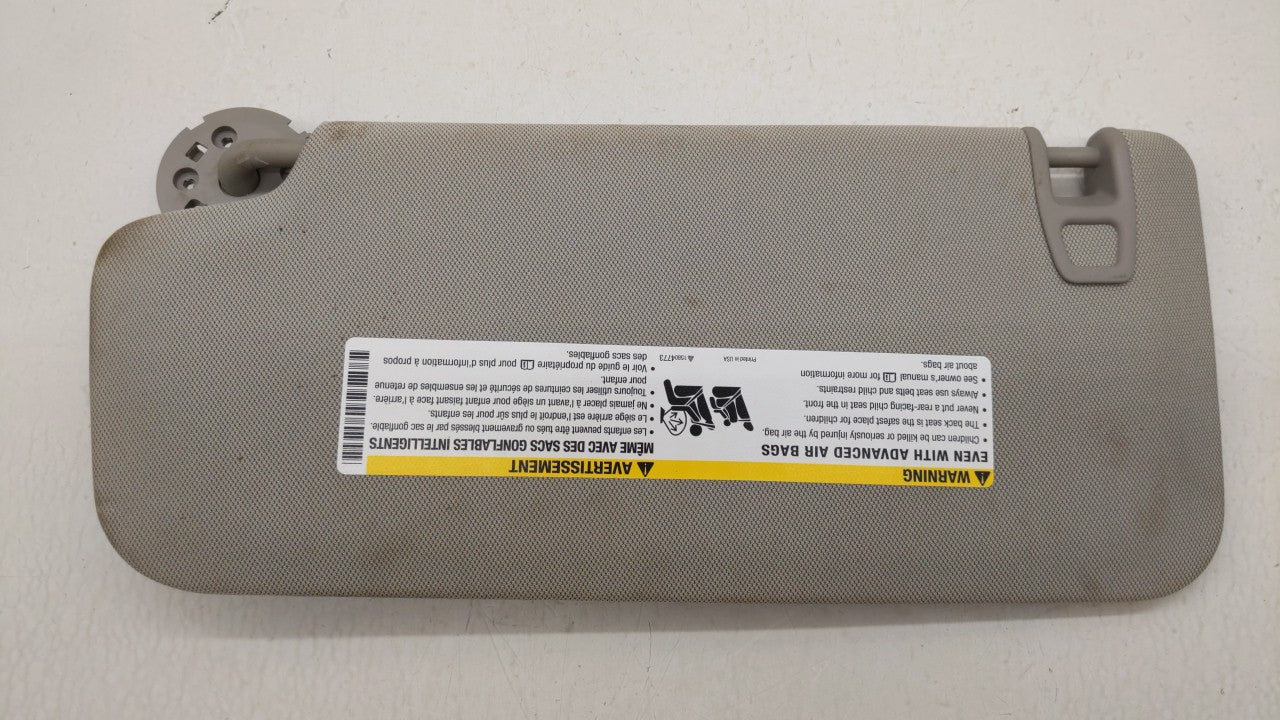 WARNING
EVEN WITH ADVANCED AIR BAGS
• Children can be killed or seriously injured by the air bag.
• The back seat is the safest place for children.
• Never put a rear-facing child seat in the front.
• Always use seat belts and child restraints.
• See owner's manual for more information
about air bags.
Printed in USA
AVERTISSEMENT
MÊME AVEC DES SACS GONFLABLES INTELLIGENTS
• Les enfants peuvent être tués ou gravement blessés par le sac gonflable.
• Le siège arrière est l'endroit le plus sûr pour les enfants.
• Ne jamais placer à l'avant un siège pour enfant faisant face à l'arrière.
• Toujours utiliser les ceintures de sécurité et les ensembles de retenue
pour enfant.
• Voir le guide du propriétaire pour plus d'information à propos
des sacs gonflables.